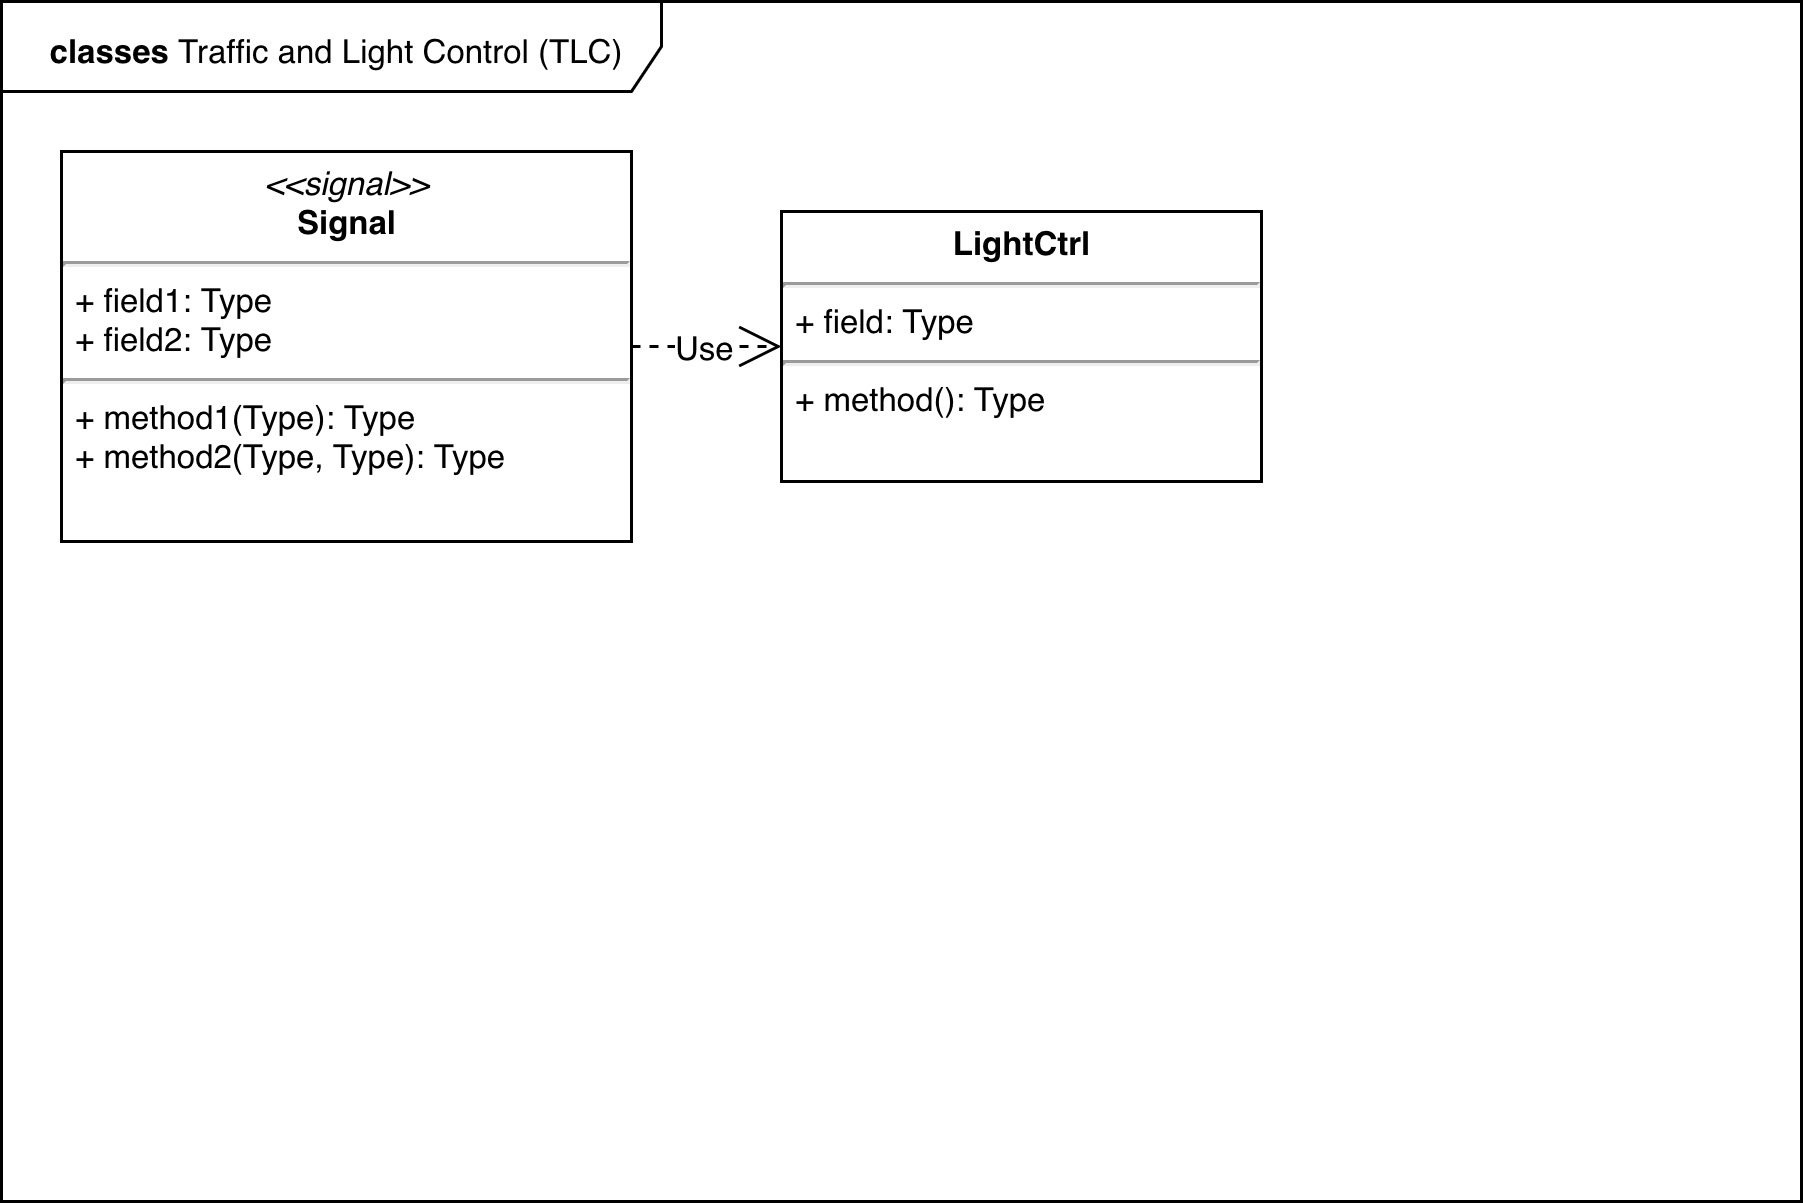 classes Traffic and Light Control (TLC)
<<signal>>
Signal
+ field1: Type
+ field2: Type
+ method1(Type): Type
+ method2(Type, Type): Type
Use
LightCtrl
+ field: Type
+ method(): Type